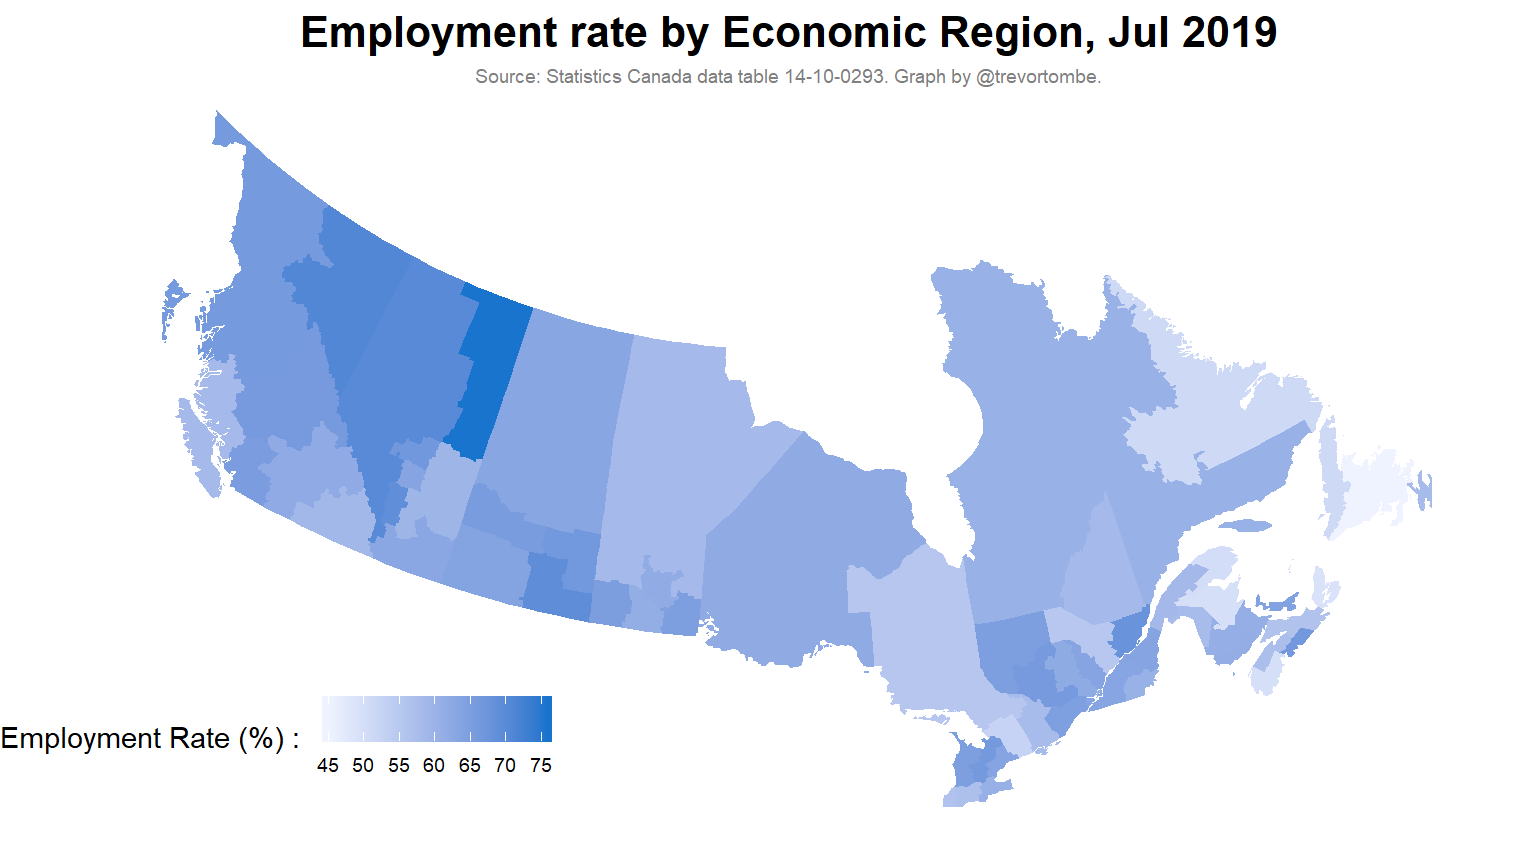 Employment rate by Economic Region, Jul 2019
Source: Statistics Canada data table 14-10-0293. Graph by @trevortombe.
Employment Rate (%) :
45 50 55 60 65 70 75